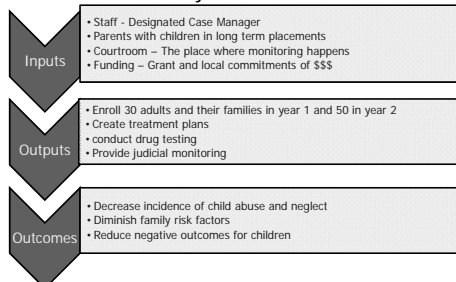 Inputs
• Staff - Designated Case Manager
• Parents with children in long term placements
• Courtroom – The place where monitoring happens
• Funding – Grant and local commitments of $$$
Outputs
• Enroll 30 adults and their families in year 1 and 50 in year 2
• Create treatment plans
• conduct drug testing
• Provide judicial monitoring
Outcomes
• Decrease incidence of child abuse and neglect
• Diminish family risk factors
• Reduce negative outcomes for children